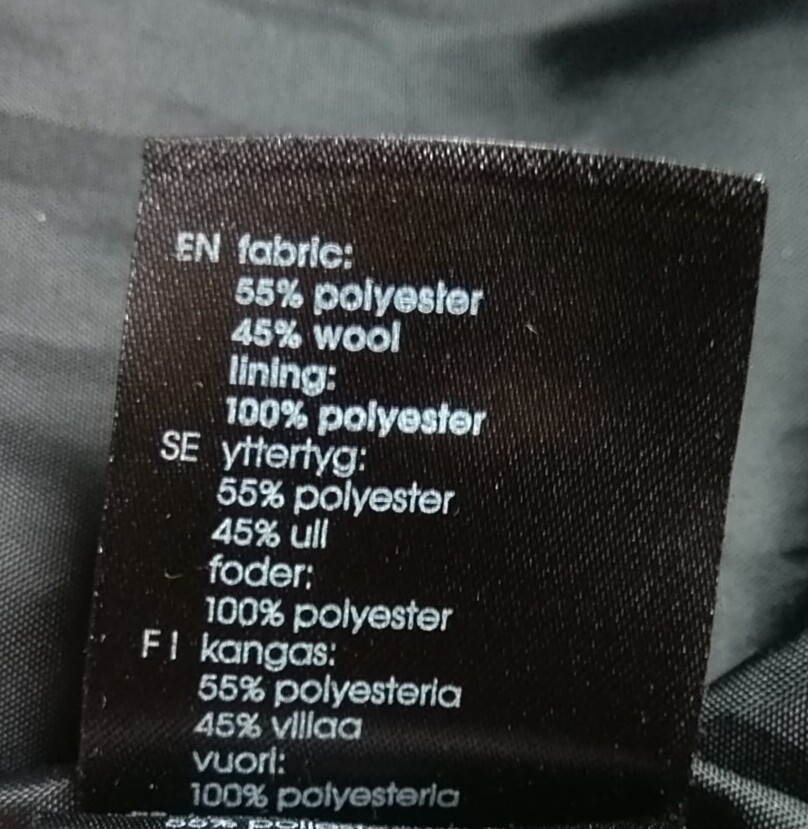 EN fabric:
55% polyester
45% wool
lining:
100% polyester
SE yttertyg:
55% polyester
45% ull
foder:
100% polyester
FI kangas:
55% polyesteria
45% villaa
vuori:
100% polyesteria